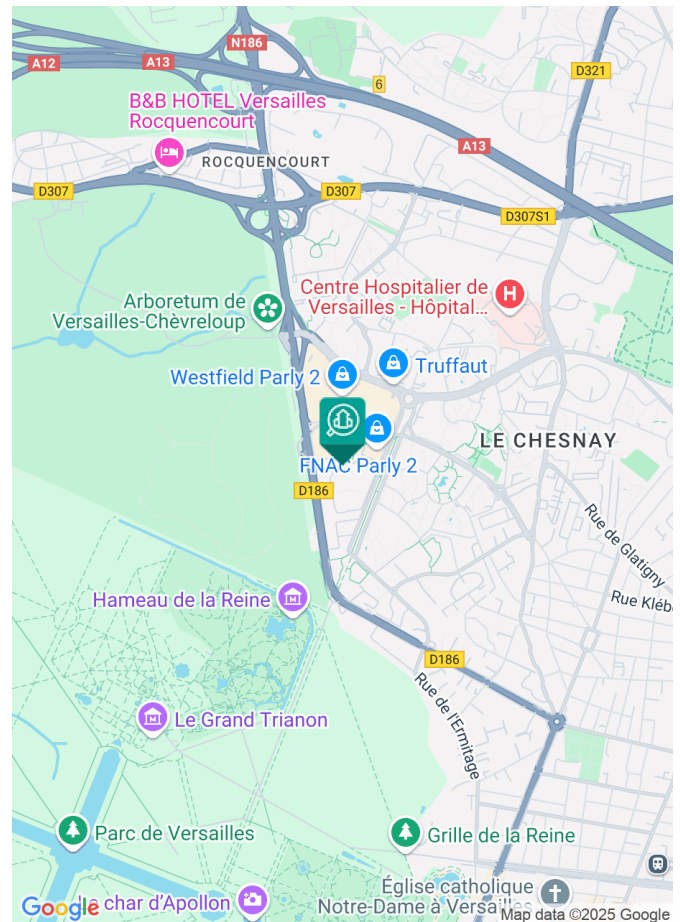 N186
A12
A13
D321
6
B&B HOTEL Versailles
Rocquencourt
A13
ROCQUENCOURT
D307
D307
D307S1
Centre Hospitalier de
Versailles - Hôpital...
H
Arboretum de
Versailles-Chèvreloup
Westfield Parly 2
Truffaut
LE CHESNAY
FNAC Parly 2
D186
Rue de Glatigny
Hameau de la Reine
Rue Klébe
D186
Rue de l'Ermitage
Le Grand Trianon
Parc de Versailles
Grille de la Reine
Église catholique
Notre-Dame à Versailles
char d'Apollon
Google
Map data ©2025 Google